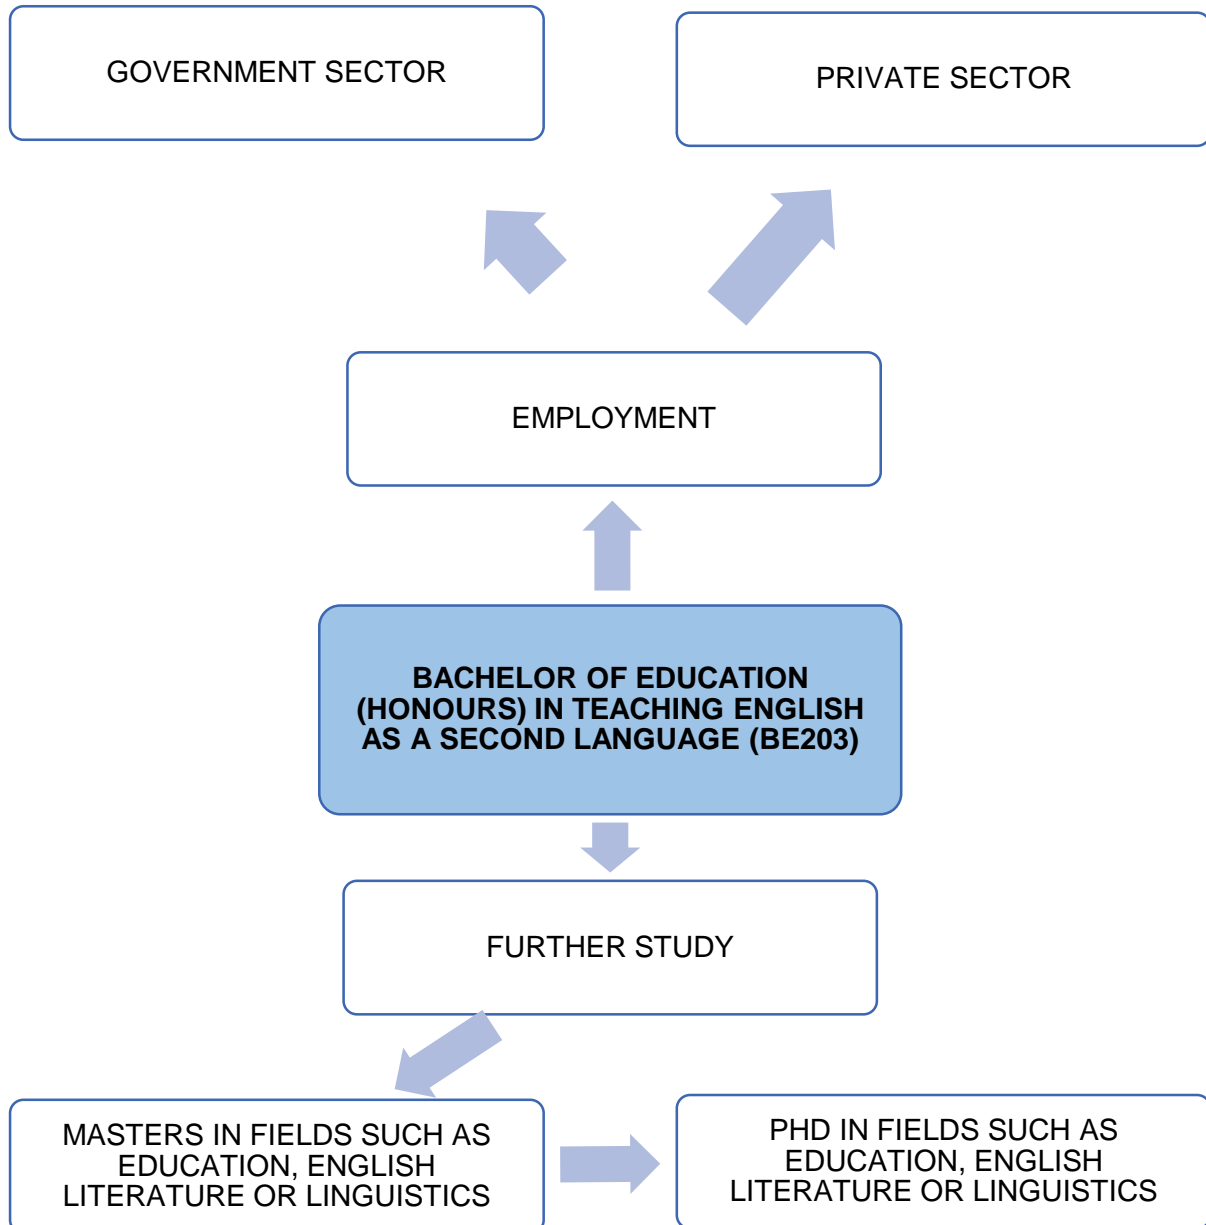 GOVERNMENT SECTOR
PRIVATE SECTOR
EMPLOYMENT
BACHELOR OF EDUCATION
(HONOURS) IN TEACHING ENGLISH
AS A SECOND LANGUAGE (BE203)
FURTHER STUDY
MASTERS IN FIELDS SUCH AS
EDUCATION, ENGLISH
LITERATURE OR LINGUISTICS
PHD IN FIELDS SUCH AS
EDUCATION, ENGLISH
LITERATURE OR LINGUISTICS